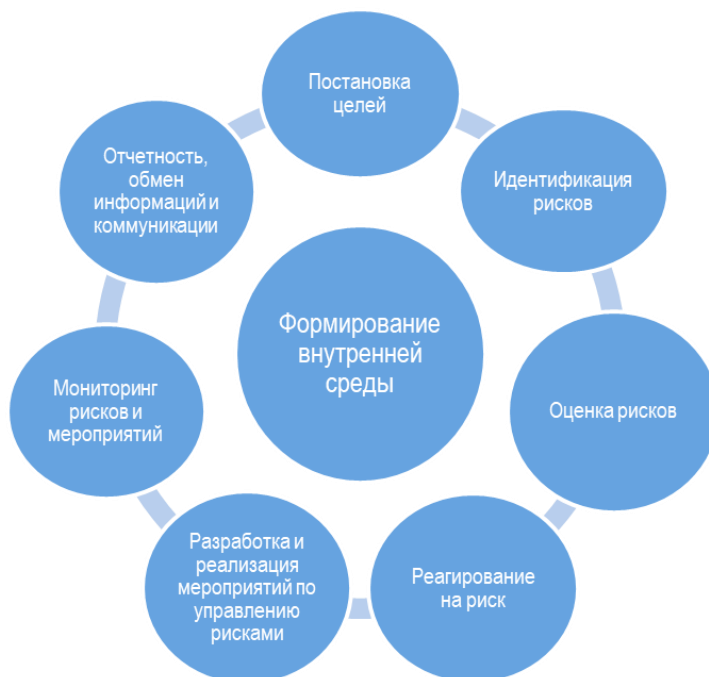 Постановка
целей
Идентификация
рисков
Оценка рисков
Реагирование
на риск
Разработка и
реализация
мероприятий по
управлению
рисками
Мониторинг
рисков и
мероприятий
Отчетность,
обмен
информаций и
коммуникации
Формирование
внутренней
среды